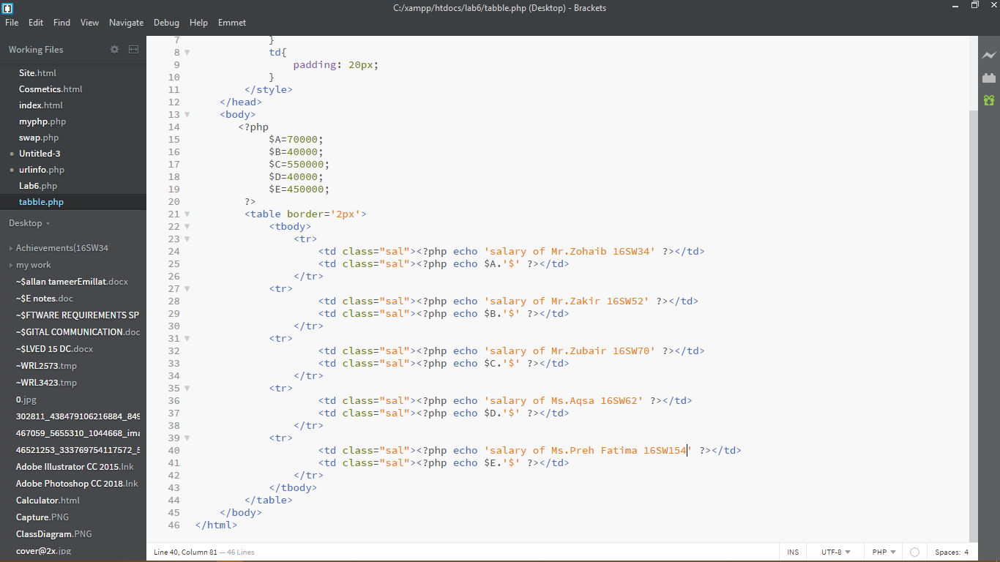 C:/xampp/htdocs/lab6/tabble.php (Desktop) - Brackets
File Edit Find View Navigate Debug Help Emmet
Working Files
Site.html
Cosmetics.html
index.html
myphp.php
swap.php
Untitled-3
urlinfo.php
Lab6.php
tabble.php
Desktop
Achievements(16SW34
my work
~$allan tameerEmillat.docx
~$E notes.doc
~$FTWARE REQUIREMENTS SP
~$GITAL COMMUNICATION.doc
~$LVED 15 DC.docx
~WRL2573.tmp
~WRL3423.tmp
0.jpg
302811_438479106216884_849
467059_5655310_1044668_ima
46521253_333769754117572_5
Adobe Illustrator CC 2015.lnk
Adobe Photoshop CC 2018.lnk
Calculator.html
Capture.PNG
ClassDiagram.PNG
cover@2x.jpg
7 }
8 td{
9 padding: 20px;
10 }
11 </style>
12 </head>
13 <body>
14 <?php
15 $A=70000;
16 $B=40000;
17 $C=550000;
18 $D=40000;
19 $E=450000;
20 ?>
21 <table border='2px'>
22 <tbody>
23 <tr>
24 <td class="sal"><?php echo 'salary of Mr.Zohaib 16SW34' ?></td>
25 <td class="sal"><?php echo $A.'$' ?></td>
26 </tr>
27 <tr>
28 <td class="sal"><?php echo 'salary of Mr.Zakir 16SW52' ?></td>
29 <td class="sal"><?php echo $B.'$' ?></td>
30 </tr>
31 <tr>
32 <td class="sal"><?php echo 'salary of Mr.Zubair 16SW70' ?></td>
33 <td class="sal"><?php echo $C.'$' ?></td>
34 </tr>
35 <tr>
36 <td class="sal"><?php echo 'salary of Ms.Aqsa 16SW62' ?></td>
37 <td class="sal"><?php echo $D.'$' ?></td>
38 </tr>
39 <tr>
40 <td class="sal"><?php echo 'salary of Ms.Preh Fatima 16SW154' ?></td>
41 <td class="sal"><?php echo $E.'$' ?></td>
42 </tr>
43 </tbody>
44 </table>
45 </body>
46 </html>
Line 40, Column 81 — 46 Lines
INS UTF-8 PHP Spaces: 4